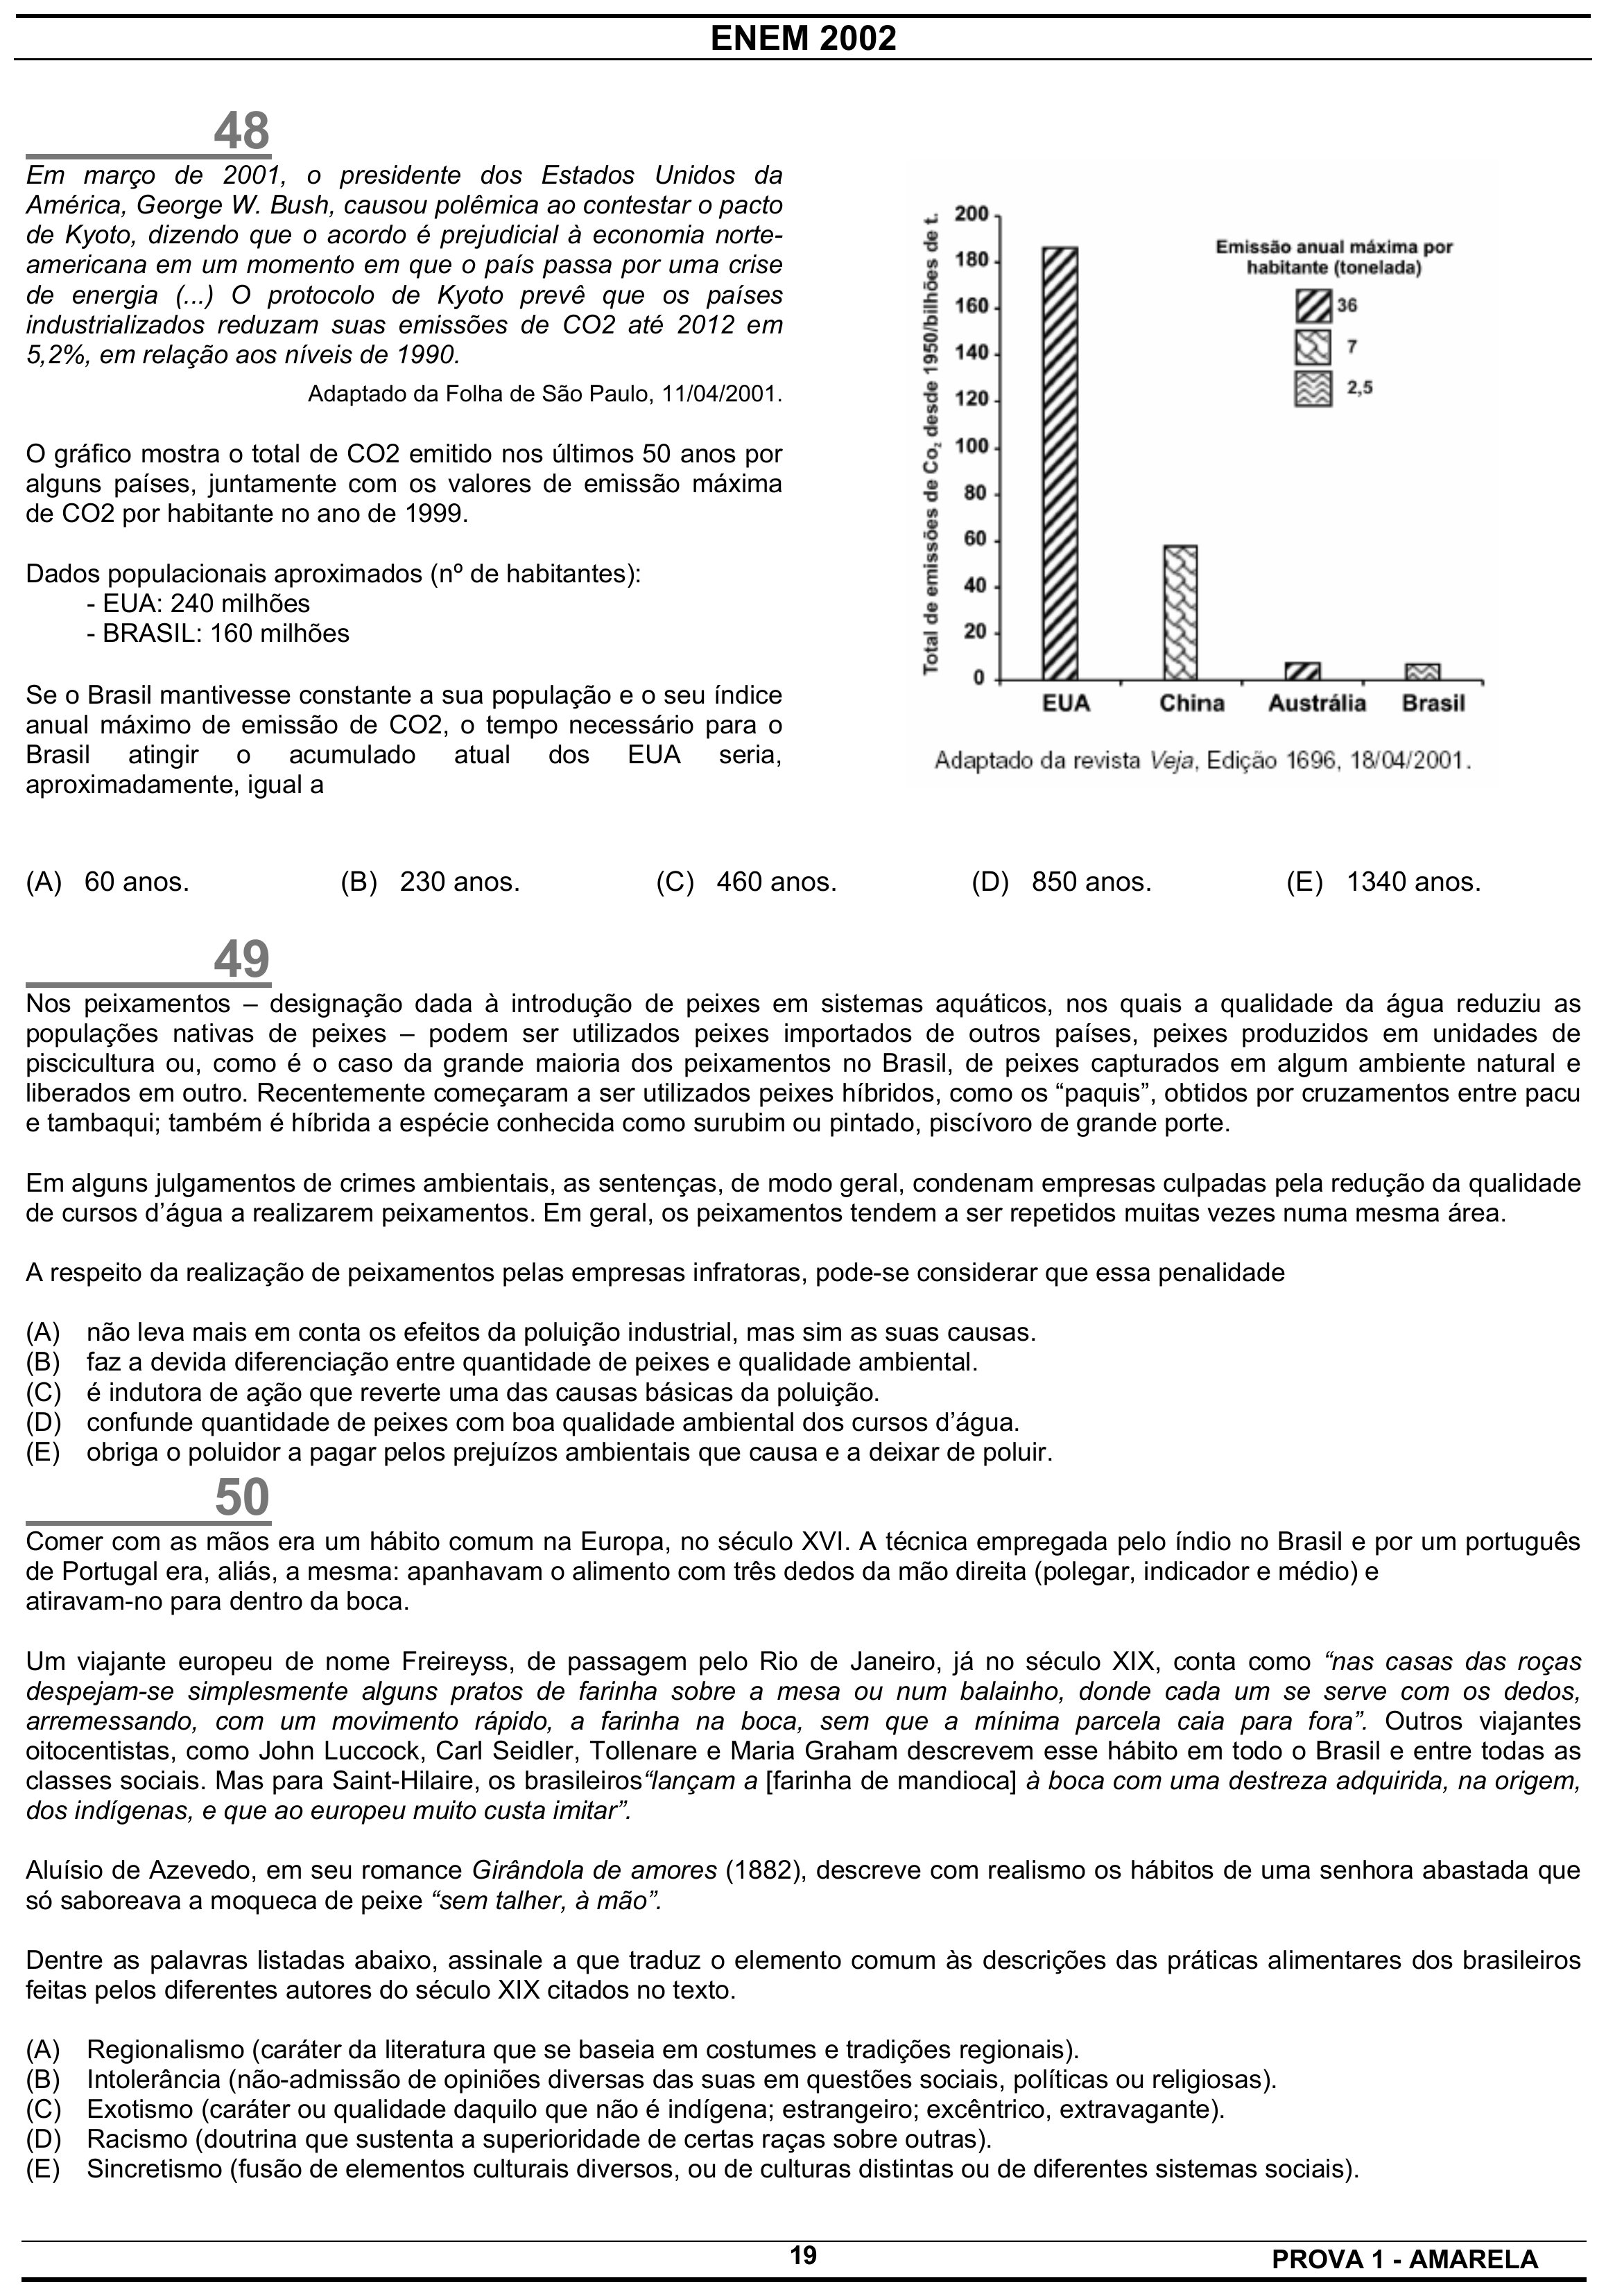 ENEM 2002
48
Em março de 2001, o presidente dos Estados Unidos da
América, George W. Bush, causou polêmica ao contestar o pacto
de Kyoto, dizendo que o acordo é prejudicial à economia norte-
americana em um momento em que o país passa por uma crise
de energia (...) O protocolo de Kyoto prevê que os países
industrializados reduzam suas emissões de CO2 até 2012 em
5,2%, em relação aos níveis de 1990.
Adaptado da Folha de São Paulo, 11/04/2001.
O gráfico mostra o total de CO2 emitido nos últimos 50 anos por
alguns países, juntamente com os valores de emissão máxima
de CO2 por habitante no ano de 1999.
Dados populacionais aproximados (nº de habitantes):
- EUA: 240 milhões
- BRASIL: 160 milhões
Se o Brasil mantivesse constante a sua população e o seu índice
anual máximo de emissão de CO2, o tempo necessário para o
Brasil atingir o acumulado atual dos EUA seria,
aproximadamente, igual a
Total de emissões de Co₂ desde 1950/bilhões de t.
200
180
160
140
120
100
80
60
40
20
0
EUA China Austrália Brasil
Emissão anual máxima por
habitante (tonelada)
36
7
2,5
Adaptado da revista Veja, Edição 1696, 18/04/2001.
(A) 60 anos. (B) 230 anos. (C) 460 anos. (D) 850 anos. (E) 1340 anos.
49
Nos peixamentos – designação dada à introdução de peixes em sistemas aquáticos, nos quais a qualidade da água reduziu as
populações nativas de peixes – podem ser utilizados peixes importados de outros países, peixes produzidos em unidades de
piscicultura ou, como é o caso da grande maioria dos peixamentos no Brasil, de peixes capturados em algum ambiente natural e
liberados em outro. Recentemente começaram a ser utilizados peixes híbridos, como os “paquis”, obtidos por cruzamentos entre pacu
e tambaqui; também é híbrida a espécie conhecida como surubim ou pintado, piscívoro de grande porte.
Em alguns julgamentos de crimes ambientais, as sentenças, de modo geral, condenam empresas culpadas pela redução da qualidade
de cursos d’água a realizarem peixamentos. Em geral, os peixamentos tendem a ser repetidos muitas vezes numa mesma área.
A respeito da realização de peixamentos pelas empresas infratoras, pode-se considerar que essa penalidade
(A) não leva mais em conta os efeitos da poluição industrial, mas sim as suas causas.
(B) faz a devida diferenciação entre quantidade de peixes e qualidade ambiental.
(C) é indutora de ação que reverte uma das causas básicas da poluição.
(D) confunde quantidade de peixes com boa qualidade ambiental dos cursos d’água.
(E) obriga o poluidor a pagar pelos prejuízos ambientais que causa e a deixar de poluir.
50
Comer com as mãos era um hábito comum na Europa, no século XVI. A técnica empregada pelo índio no Brasil e por um português
de Portugal era, aliás, a mesma: apanhavam o alimento com três dedos da mão direita (polegar, indicador e médio) e
atiravam-no para dentro da boca.
Um viajante europeu de nome Freireyss, de passagem pelo Rio de Janeiro, já no século XIX, conta como “nas casas das roças
despejam-se simplesmente alguns pratos de farinha sobre a mesa ou num balainho, donde cada um se serve com os dedos,
arremessando, com um movimento rápido, a farinha na boca, sem que a mínima parcela caia para fora”. Outros viajantes
oitocentistas, como John Luccock, Carl Seidler, Tollenare e Maria Graham descrevem esse hábito em todo o Brasil e entre todas as
classes sociais. Mas para Saint-Hilaire, os brasileiros“lançam a [farinha de mandioca] à boca com uma destreza adquirida, na origem,
dos indígenas, e que ao europeu muito custa imitar”.
Aluísio de Azevedo, em seu romance Girândola de amores (1882), descreve com realismo os hábitos de uma senhora abastada que
só saboreava a moqueca de peixe “sem talher, à mão”.
Dentre as palavras listadas abaixo, assinale a que traduz o elemento comum às descrições das práticas alimentares dos brasileiros
feitas pelos diferentes autores do século XIX citados no texto.
(A) Regionalismo (caráter da literatura que se baseia em costumes e tradições regionais).
(B) Intolerância (não-admissão de opiniões diversas das suas em questões sociais, políticas ou religiosas).
(C) Exotismo (caráter ou qualidade daquilo que não é indígena; estrangeiro; excêntrico, extravagante).
(D) Racismo (doutrina que sustenta a superioridade de certas raças sobre outras).
(E) Sincretismo (fusão de elementos culturais diversos, ou de culturas distintas ou de diferentes sistemas sociais).
19
PROVA 1 - AMARELA